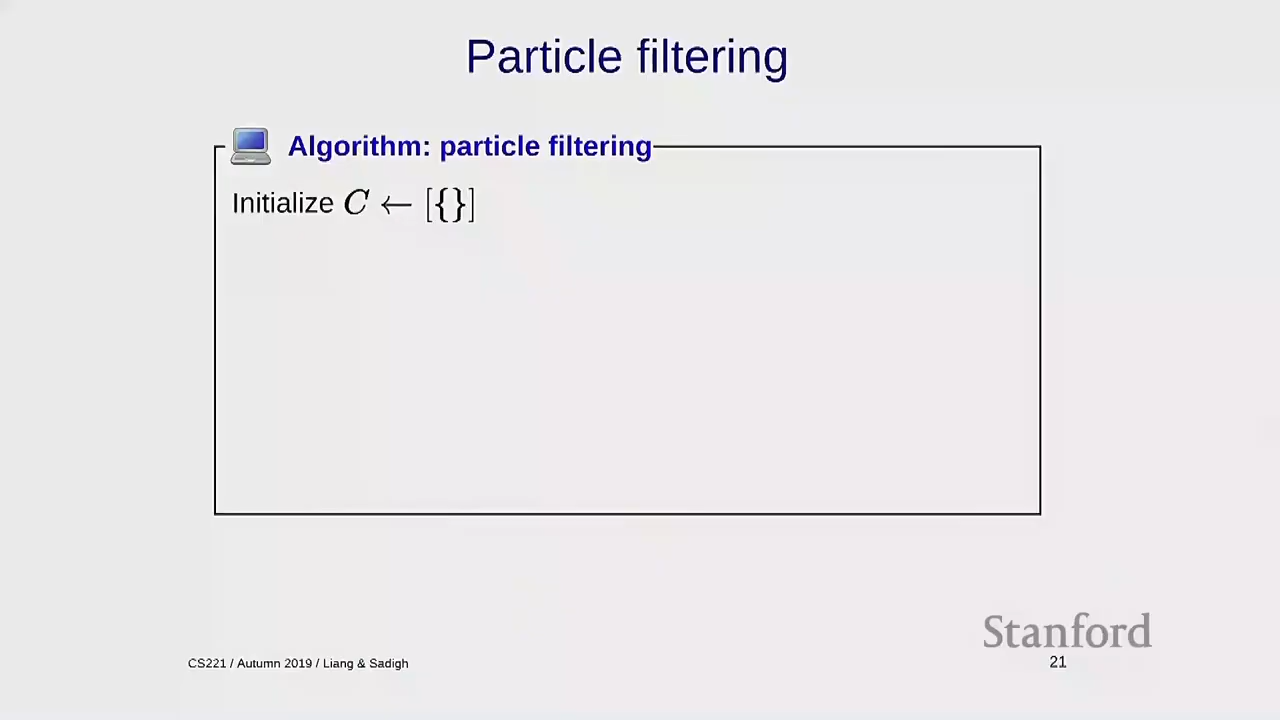 Particle filtering
Algorithm: particle filtering
Initialize C ← [{}]
Stanford
CS221 / Autumn 2019 / Liang & Sadigh
21